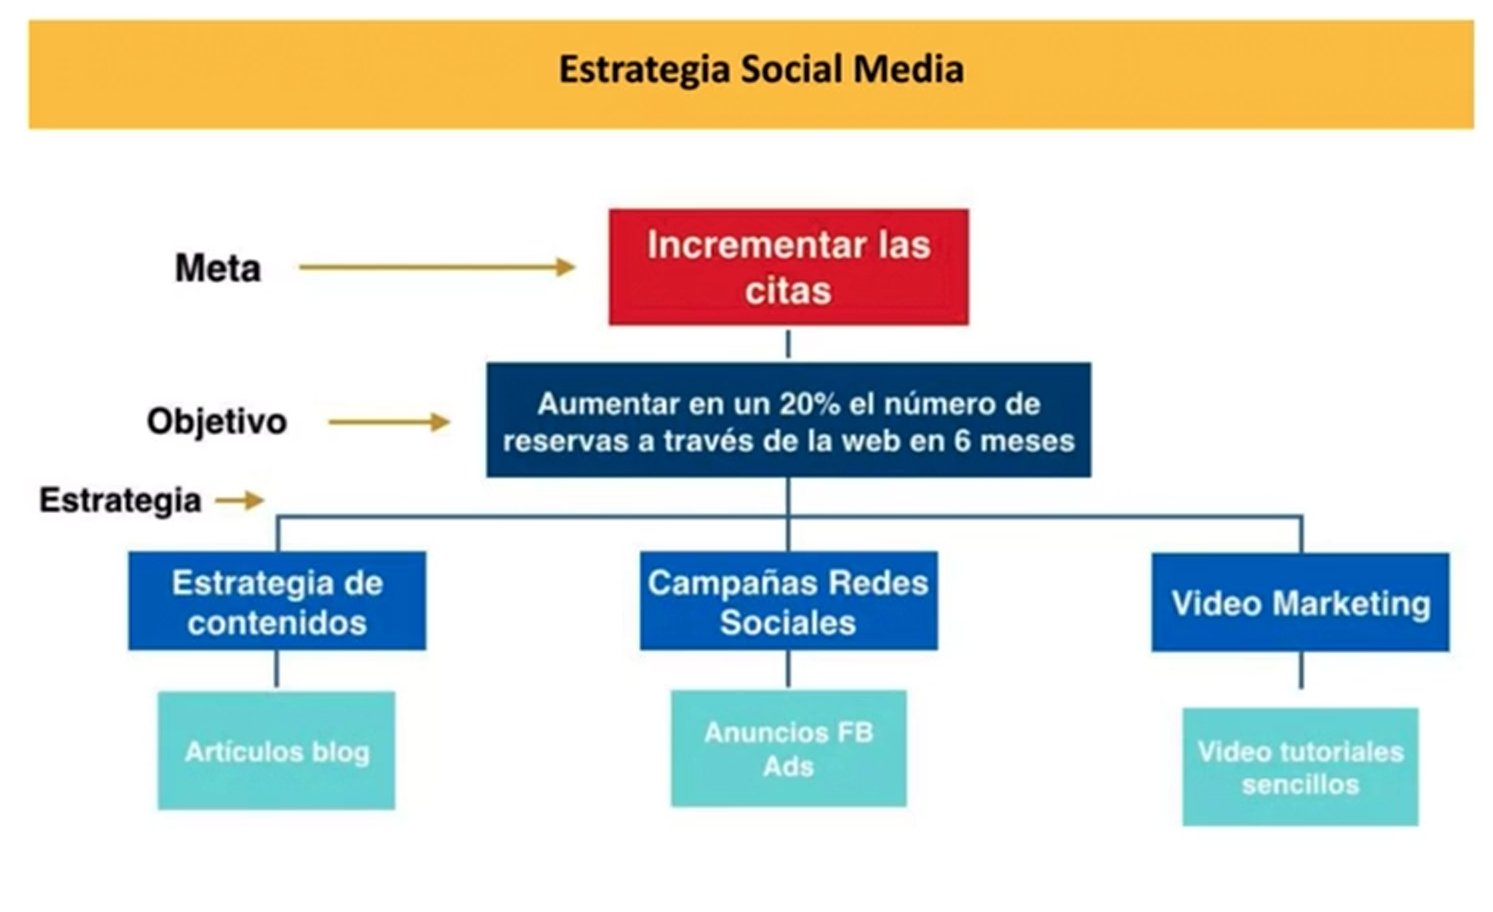 Estrategia Social Media
Meta
Incrementar las
citas
Objetivo
Aumentar en un 20% el número de
reservas a través de la web en 6 meses
Estrategia
Estrategia de
contenidos
Campañas Redes
Sociales
Video Marketing
Artículos blog
Anuncios FB
Ads
Video tutoriales
sencillos